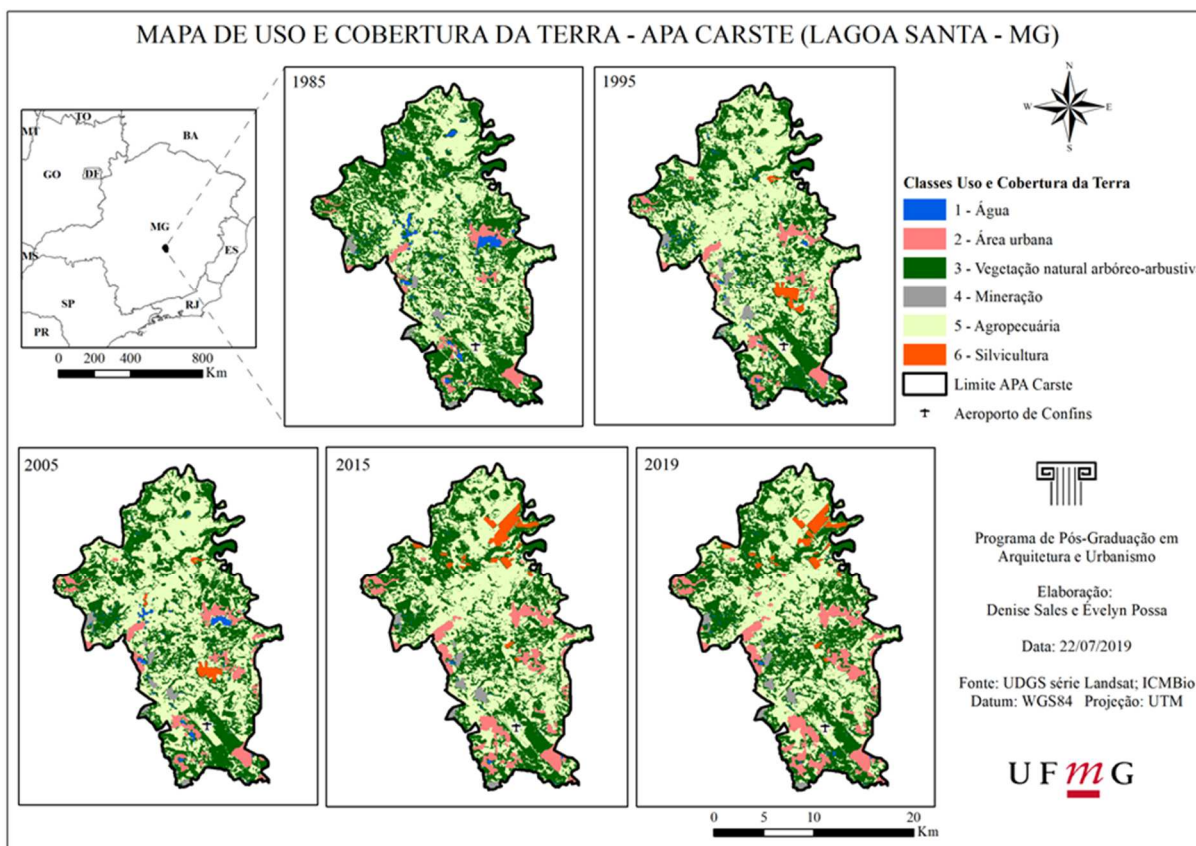 MAPA DE USO E COBERTURA DA TERRA - APA CARSTE (LAGOA SANTA - MG)
MT
TO
BA
GO
DF
MG
ES
MS
SP
RJ
PR
0 200 400 800
Km
1985
1995
N
W E
S
Classes Uso e Cobertura da Terra
1 - Água
2 - Área urbana
3 - Vegetação natural arbóreo-arbustiv
4 - Mineração
5 - Agropecuária
6 - Silvicultura
Limite APA Carste
Aeroporto de Confins
2005
2015
2019
0 5 10 20
Km
Programa de Pós-Graduação em
Arquitetura e Urbanismo
Elaboração:
Denise Sales e Évelyn Possa
Data: 22/07/2019
Fonte: UDGS série Landsat; ICMBio
Datum: WGS84 Projeção: UTM
UFmG